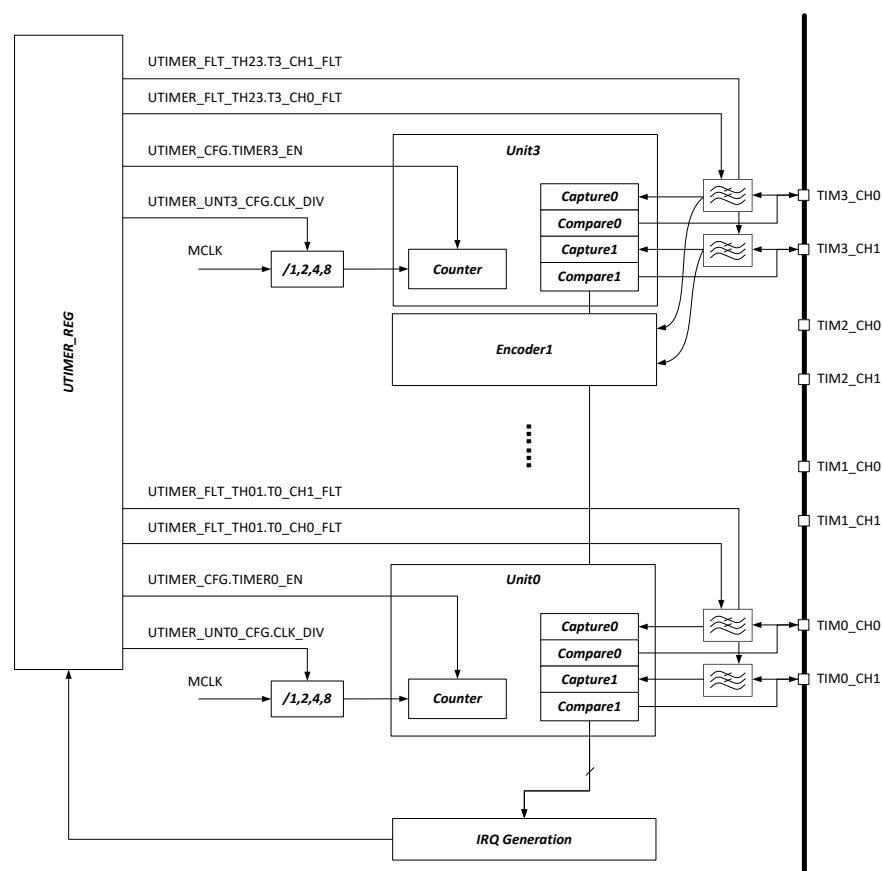 UTIMER_REG
UTIMER_FLT_TH23.T3_CH1_FLT
UTIMER_FLT_TH23.T3_CH0_FLT
UTIMER_CFG.TIMER3_EN
UTIMER_UNT3_CFG.CLK_DIV
MCLK
/1,2,4,8
Unit3
Counter
Capture0
Compare0
Capture1
Compare1
Encoder1
TIM3_CH0
TIM3_CH1
TIM2_CH0
TIM2_CH1
TIM1_CH0
TIM1_CH1
UTIMER_FLT_TH01.T0_CH1_FLT
UTIMER_FLT_TH01.T0_CH0_FLT
UTIMER_CFG.TIMER0_EN
UTIMER_UNT0_CFG.CLK_DIV
MCLK
/1,2,4,8
Unit0
Counter
Capture0
Compare0
Capture1
Compare1
TIM0_CH0
TIM0_CH1
IRQ Generation